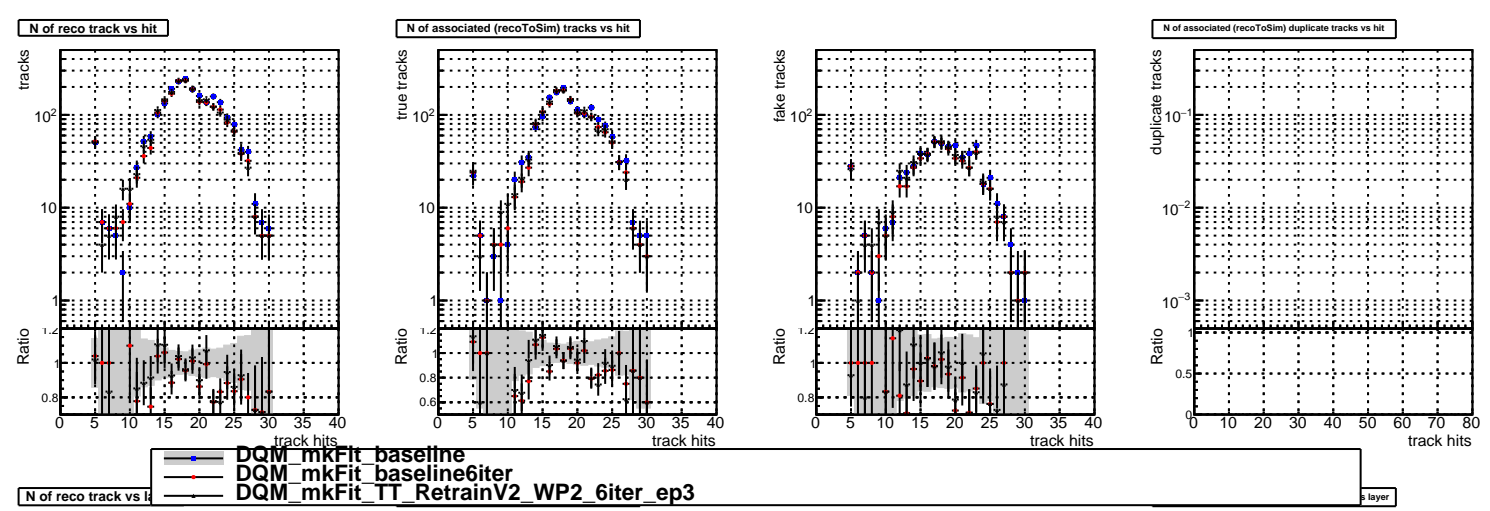 N of reco track vs hit
N of associated (recoToSim) tracks vs hit
N of associated (recoToSim) duplicate tracks vs hit
tracks
10²
10
1
Ratio
1.2
1
0.8
0 5 10 15 20 25 30 35 40
track hits
true tracks
10²
10
1
Ratio
1.2
1
0.8
0.6
0 5 10 15 20 25 30 35 40
track hits
fake tracks
10²
10
1
Ratio
1.2
1
0.8
0 5 10 15 20 25 30 35 40
track hits
duplicate tracks
10⁻¹
10⁻²
10⁻³
Ratio
1
0.5
0
0 10 20 30 40 50 60 70 80
track hits
DQM_mkFit_baseline
DQM_mkFit_baseline6iter
DQM_mkFit_TT_RetrainV2_WP2_6iter_ep3
N of reco track vs
layer